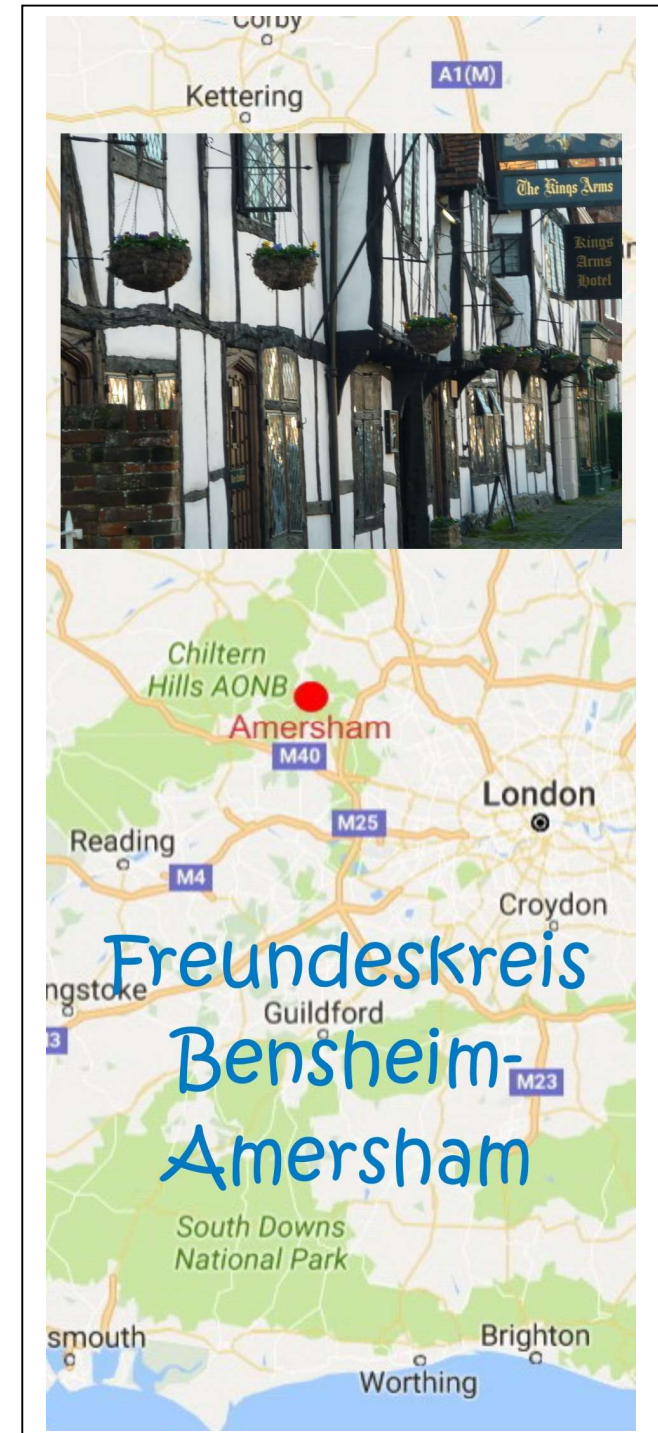 Corby
Kettering
A1(M)
The Kings Arms
Kings
Arms
Hotel
Chiltern
Hills AONB
Amersham
M40
London
M25
Reading
M4
Croydon
Freundeskreis
ngstoke
Guildford
Bensheim-
M23
Amersham
South Downs
National Park
smouth
Brighton
Worthing